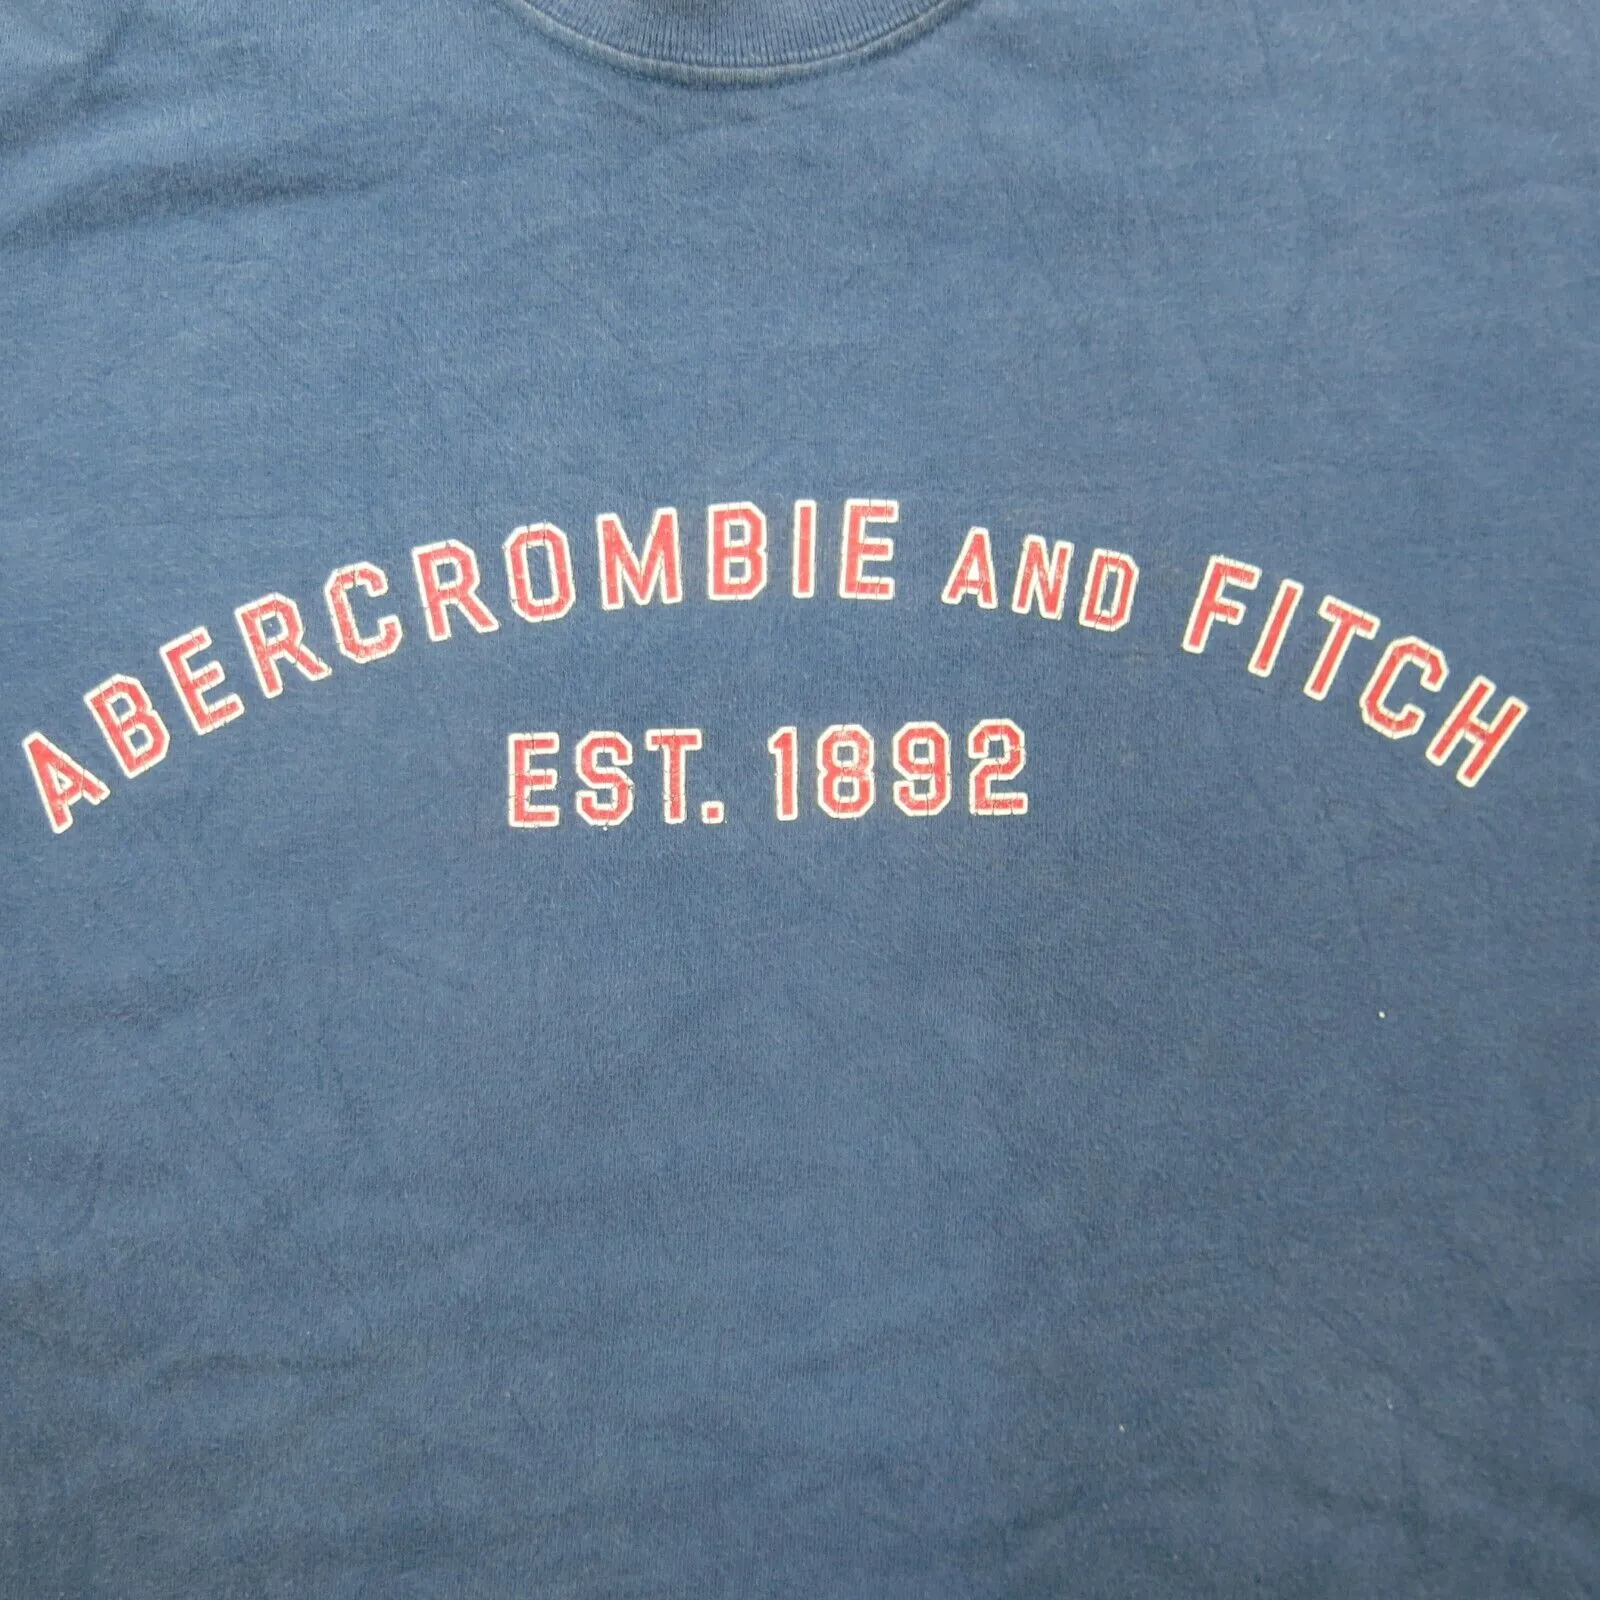 ABERCROMBIE AND FITCH
EST. 1892